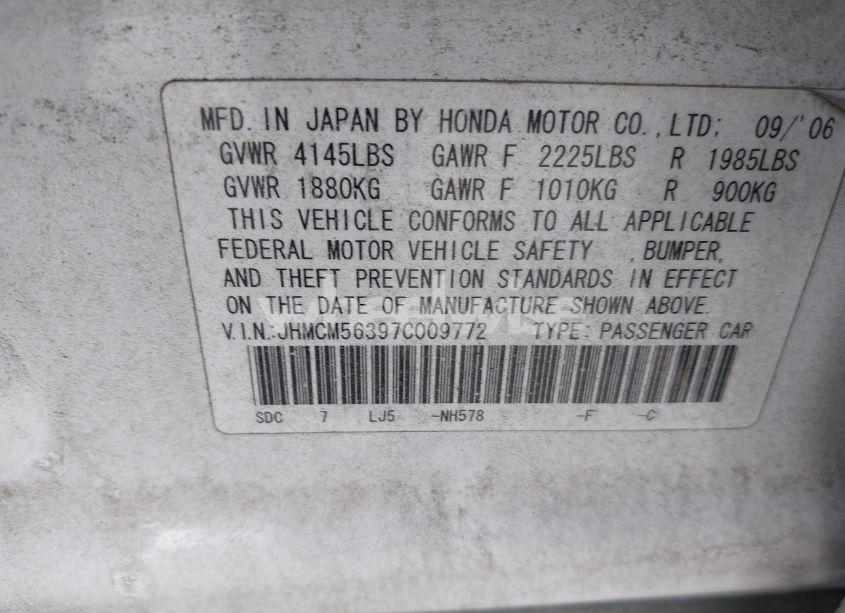 MFD. IN JAPAN BY HONDA MOTOR CO., LTD; 09/'06
GVWR 4145LBS GAWR F 2225LBS R 1985LBS
GVWR 1880KG GAWR F 1010KG R 900KG
THIS VEHICLE CONFORMS TO ALL APPLICABLE
FEDERAL MOTOR VEHICLE SAFETY , BUMPER,
AND THEFT PREVENTION STANDARDS IN EFFECT
ON THE DATE OF MANUFACTURE SHOWN ABOVE.
V.I.N.:JHMCM56397C009772 TYPE: PASSENGER CAR
SDC 7 LJ5 -NH578 -F -C